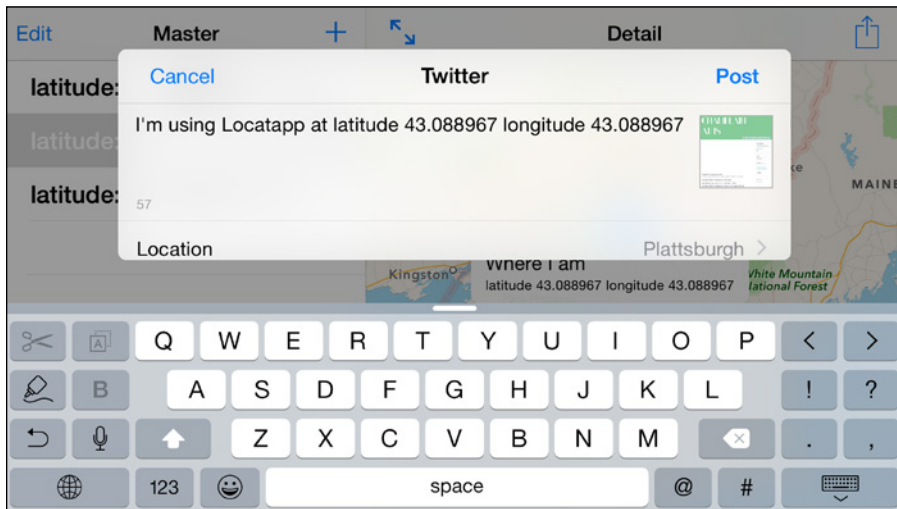 Edit Master + Detail
Cancel Twitter Post
latitude:
I'm using Locatapp at latitude 43.088967 longitude 43.088967
latitude:
latitude:
57
Location Plattsburgh >
MAINE
Kingston
Where I am
latitude 43.088967 longitude 43.088967
White Mountain
National Forest
Q W E R T Y U I O P < >
B A S D F G H J K L ! ?
Z X C V B N M . ,
123 space @ #